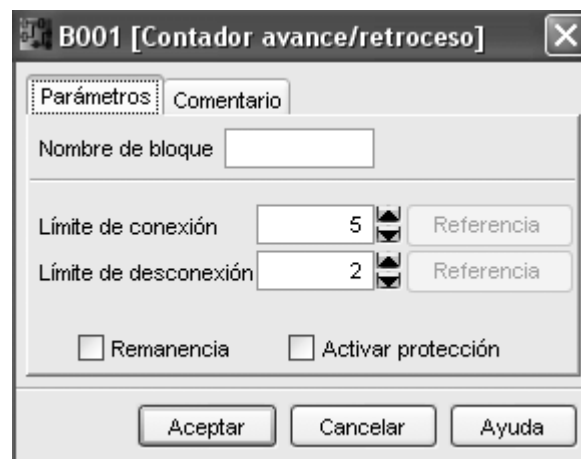 B001 [Contador avance/retroceso]
Parámetros Comentario
Nombre de bloque
Límite de conexión 5 Referencia
Límite de desconexión 2 Referencia
Remanencia Activar protección
Aceptar Cancelar Ayuda